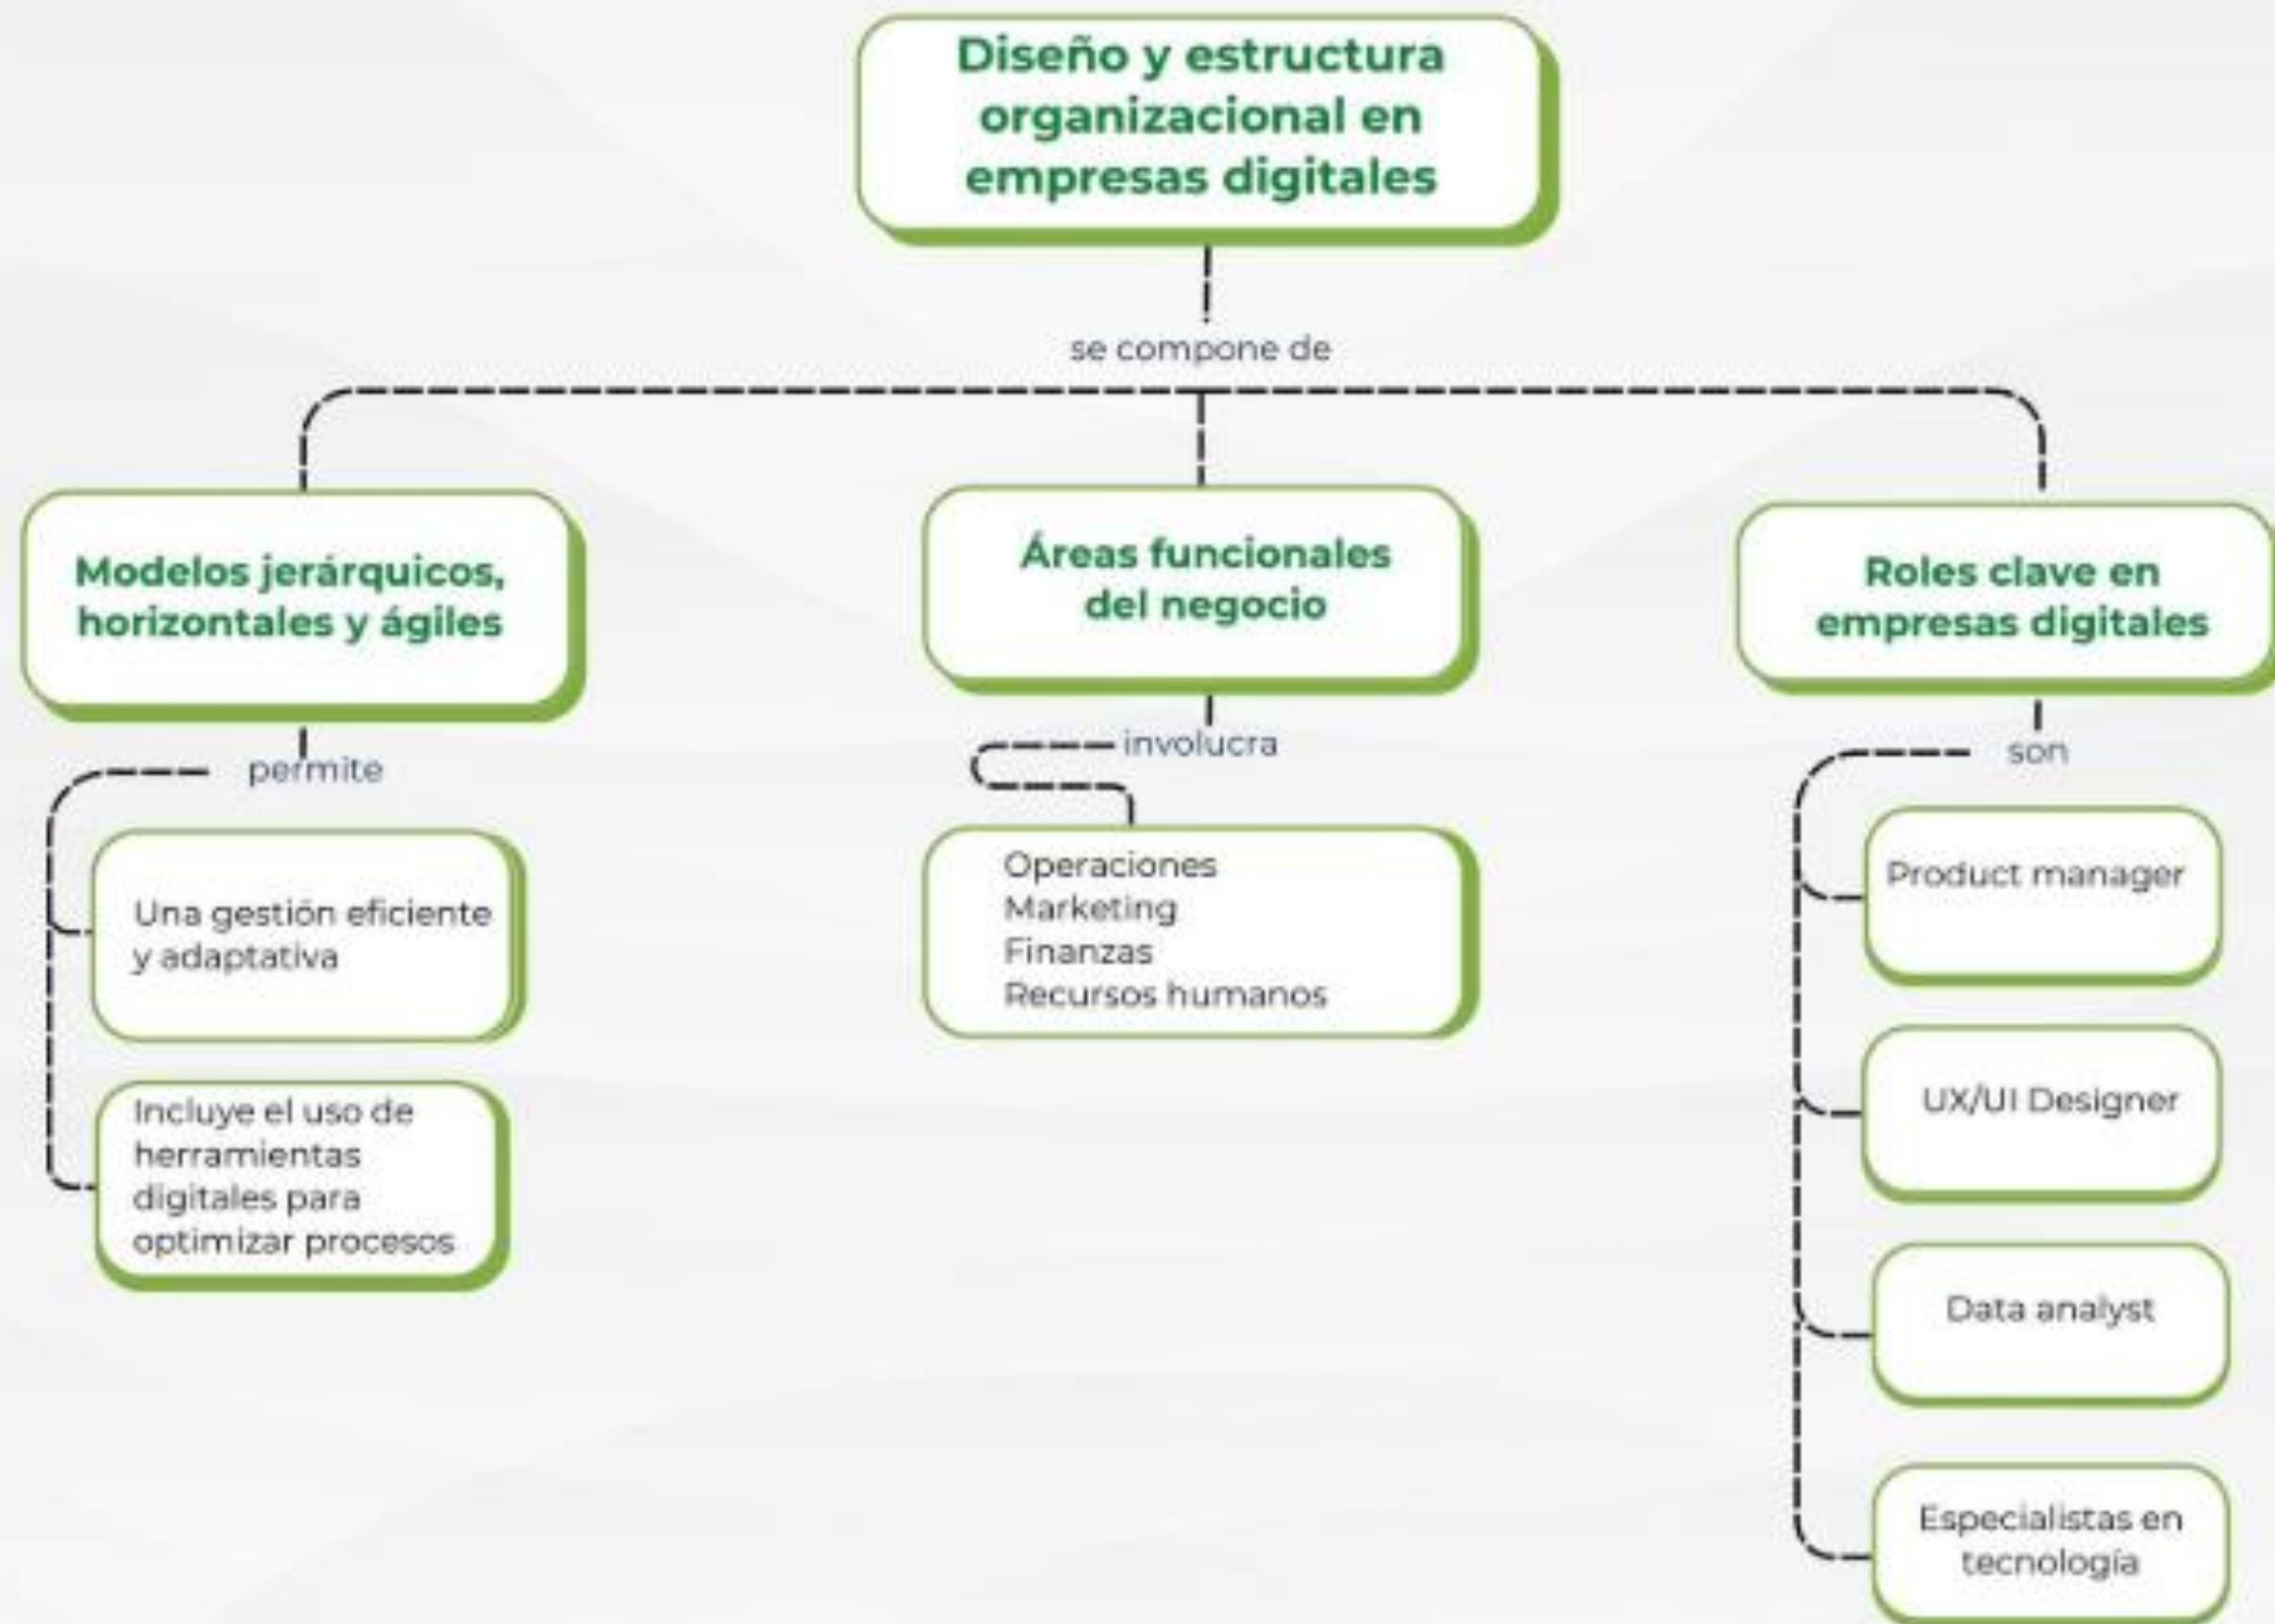 Diseño y estructura
organizacional en
empresas digitales
se compone de
Modelos jerárquicos,
horizontales y ágiles
permite
Una gestión eficiente
y adaptativa
Incluye el uso de
herramientas
digitales para
optimizar procesos
Áreas funcionales
del negocio
involucra
Operaciones
Marketing
Finanzas
Recursos humanos
Roles clave en
empresas digitales
son
Product manager
UX/UI Designer
Data analyst
Especialistas en
tecnología